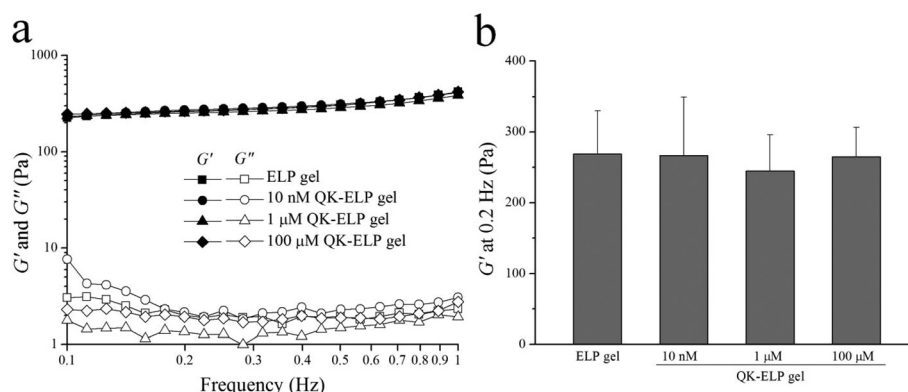 a
G' and G'' (Pa)
1000
100
10
1
G' G''
ELP gel
10 nM QK-ELP gel
1 μM QK-ELP gel
100 μM QK-ELP gel
0.1 0.2 0.3 0.4 0.5 0.6 0.7 0.8 0.9 1
Frequency (Hz)
b
G' at 0.2 Hz (Pa)
400
300
200
100
0
ELP gel 10 nM 1 μM 100 μM
QK-ELP gel